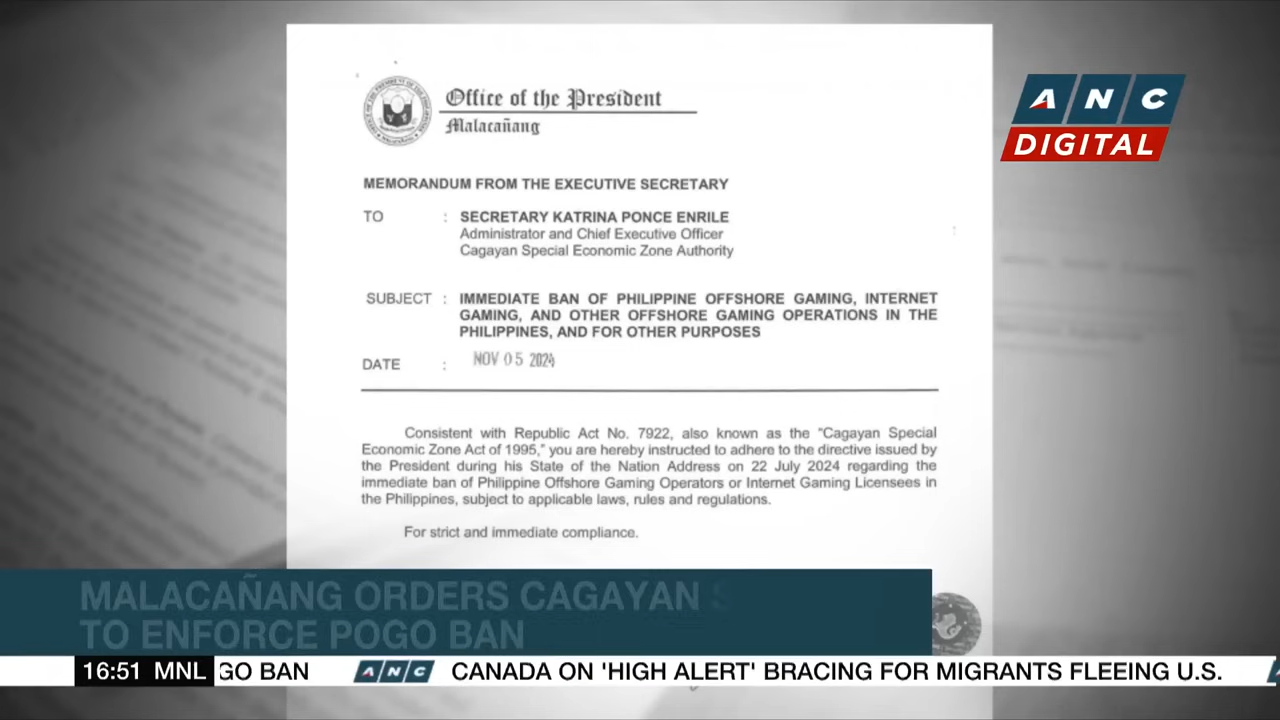 Office of the President
Malacañang
ANC
DIGITAL
MEMORANDUM FROM THE EXECUTIVE SECRETARY
TO : SECRETARY KATRINA PONCE ENRILE
Administrator and Chief Executive Officer
Cagayan Special Economic Zone Authority
SUBJECT : IMMEDIATE BAN OF PHILIPPINE OFFSHORE GAMING, INTERNET
GAMING, AND OTHER OFFSHORE GAMING OPERATIONS IN THE
PHILIPPINES, AND FOR OTHER PURPOSES
DATE : NOV 05 2024
Consistent with Republic Act No. 7922, also known as the “Cagayan Special
Economic Zone Act of 1995,” you are hereby instructed to adhere to the directive issued by
the President during his State of the Nation Address on 22 July 2024 regarding the
immediate ban of Philippine Offshore Gaming Operators or Internet Gaming Licensees in
the Philippines, subject to applicable laws, rules and regulations.
For strict and immediate compliance.
MALACAÑANG ORDERS CAGAYAN S
TO ENFORCE POGO BAN
16:51 MNL GO BAN ANC CANADA ON 'HIGH ALERT' BRACING FOR MIGRANTS FLEEING U.S.